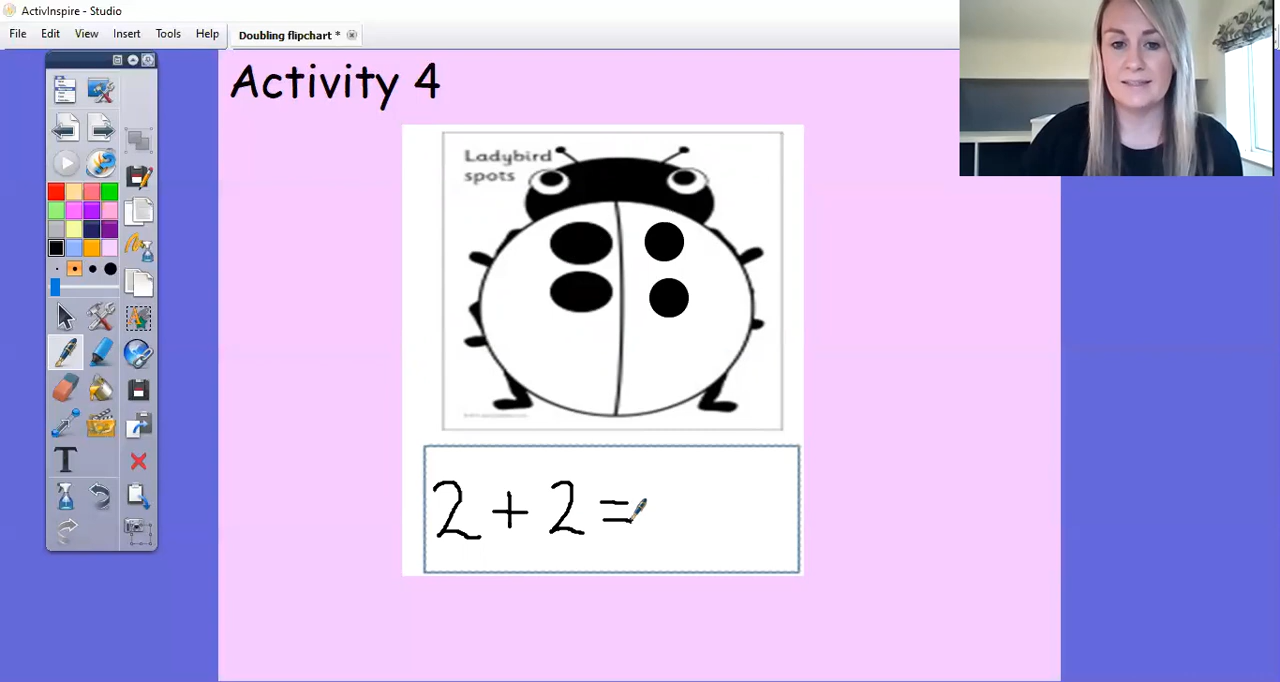 ActivInspire - Studio
File Edit View Insert Tools Help
Doubling flipchart *
Activity 4
Ladybird
spots
T
2 + 2 =